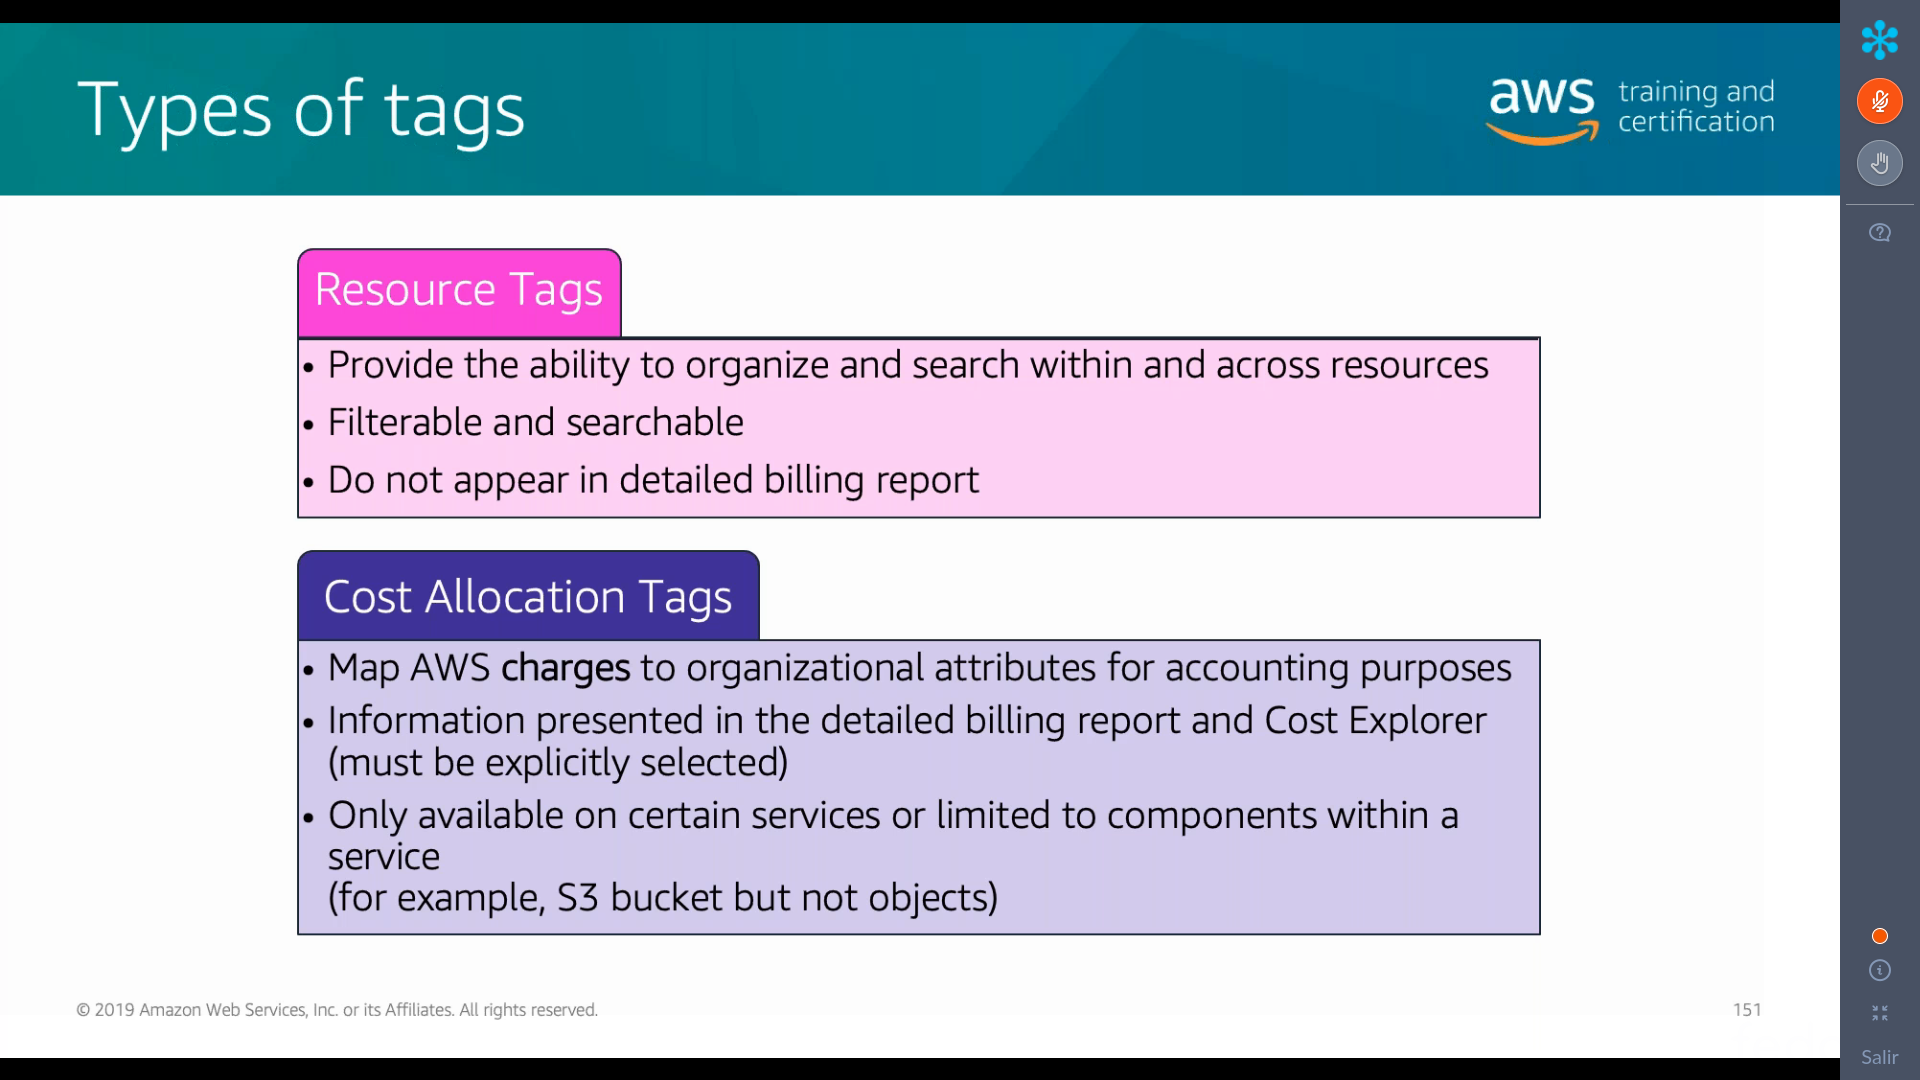 Types of tags
aws training and
certification
Resource Tags
• Provide the ability to organize and search within and across resources
• Filterable and searchable
• Do not appear in detailed billing report
Cost Allocation Tags
• Map AWS charges to organizational attributes for accounting purposes
• Information presented in the detailed billing report and Cost Explorer
(must be explicitly selected)
• Only available on certain services or limited to components within a
service
(for example, S3 bucket but not objects)
© 2019 Amazon Web Services, Inc. or its Affiliates. All rights reserved.
151
Salir